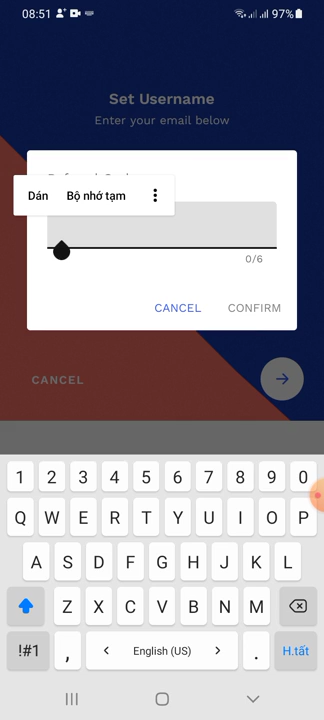 08:51
97%
Set Username
Enter your email below
Dán
Bộ nhớ tạm
0/6
CANCEL
CONFIRM
CANCEL
1 2 3 4 5 6 7 8 9 0
Q W E R T Y U I O P
A S D F G H J K L
Z X C V B N M
!#1 , < English (US) > . H.tất